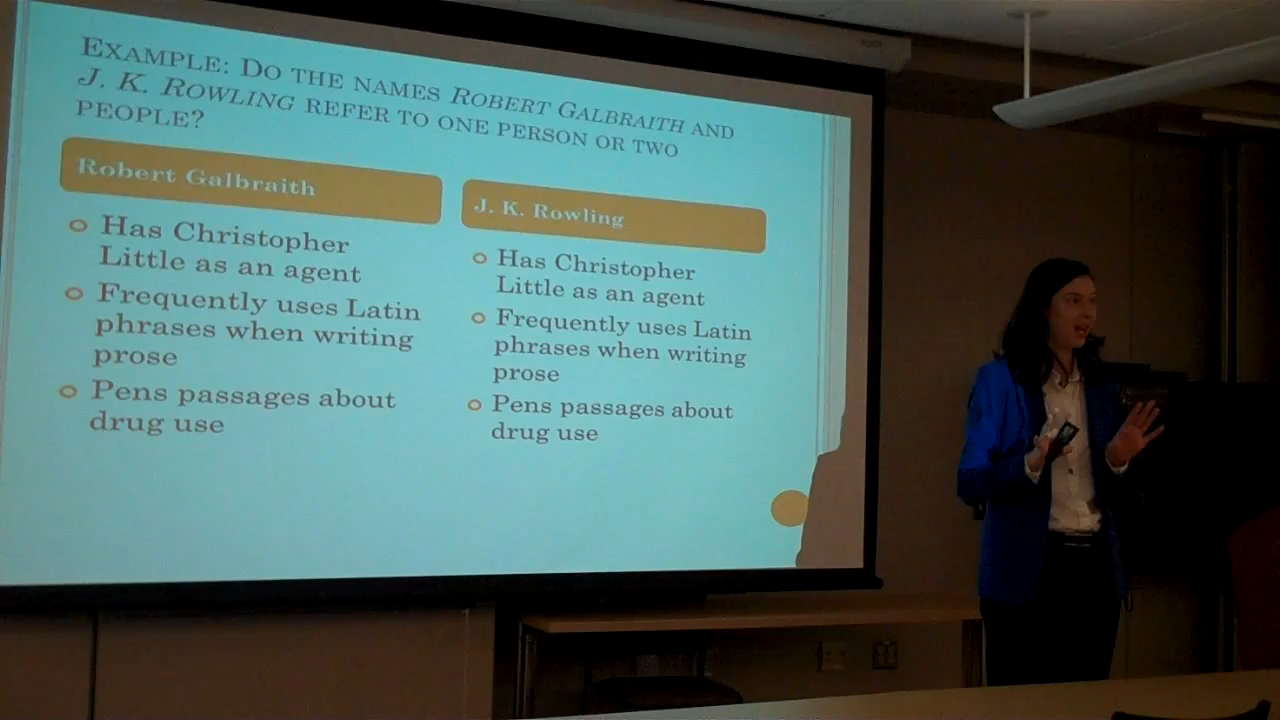 EXAMPLE: DO THE NAMES ROBERT GALBRAITH AND
J. K. ROWLING REFER TO ONE PERSON OR TWO
PEOPLE?
Robert Galbraith
Has Christopher
Little as an agent
Frequently uses Latin
phrases when writing
prose
Pens passages about
drug use
J. K. Rowling
Has Christopher
Little as an agent
Frequently uses Latin
phrases when writing
prose
Pens passages about
drug use